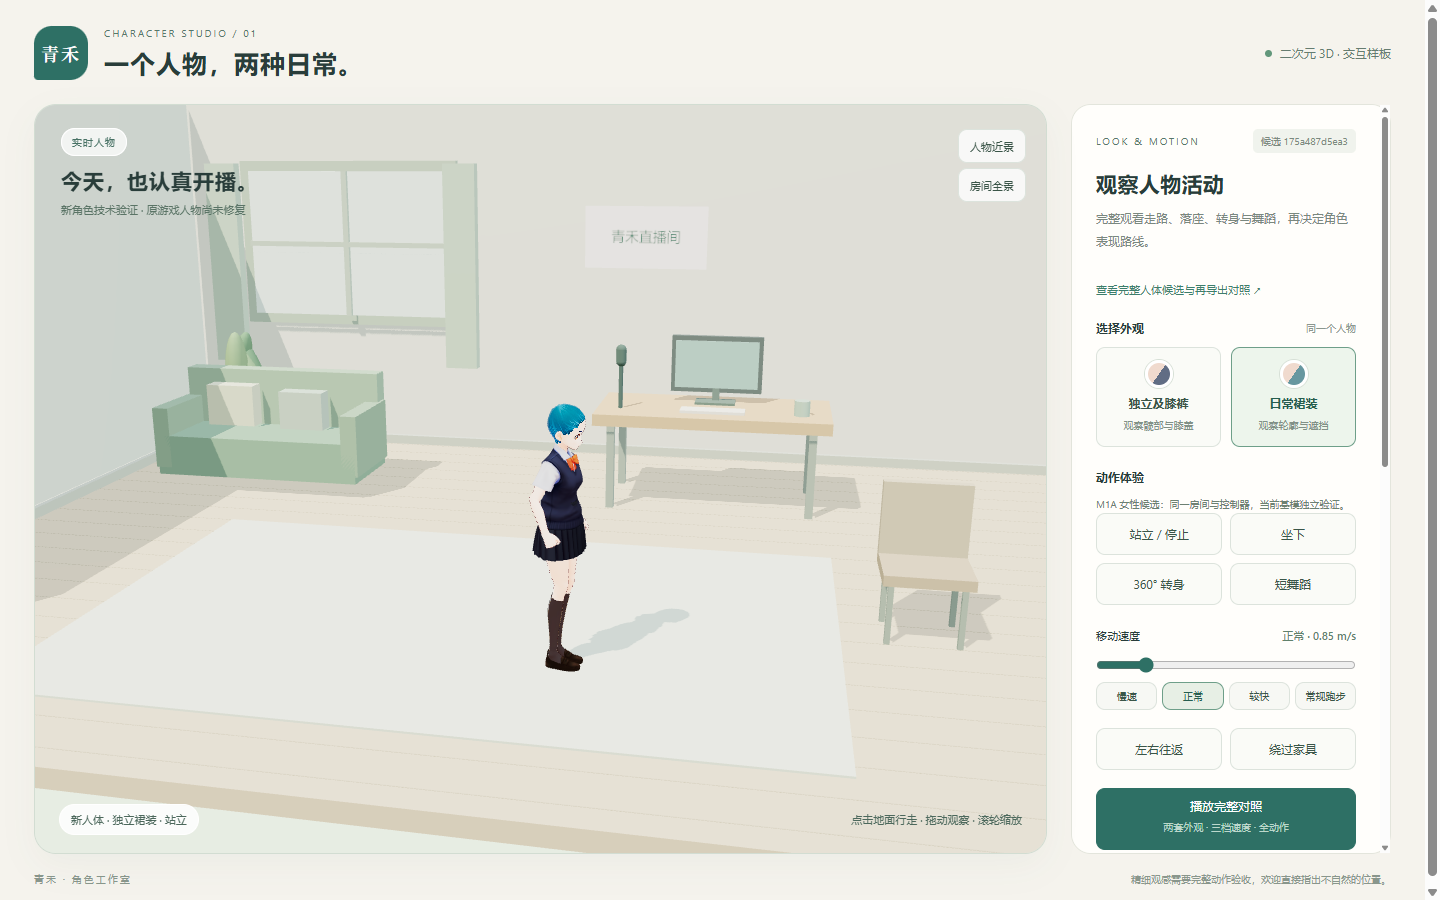 青禾
CHARACTER STUDIO / 01
一个人物，两种日常。
二次元 3D · 交互样板
实时人物
今天，也认真开播。
新角色技术验证 · 原游戏人物尚未修复
人物近景
房间全景
青禾直播间
新人体 · 独立裙装 · 站立
点击地面行走 · 拖动观察 · 滚轮缩放
LOOK & MOTION
候选 175a487d5ea3
观察人物活动
完整观看走路、落座、转身与舞蹈，再决定角色
表现路线。
查看完整人体候选与再导出对照 ↗
选择外观
同一个人物
独立及膝裤
观察腿部与膝盖
日常裙装
观察轮廓与遮挡
动作体验
M1A 女性候选：同一房间与控制器，当前基模独立验证。
站立 / 停止
坐下
360° 转身
短舞蹈
移动速度
正常 · 0.85 m/s
慢速
正常
较快
常规跑步
左右往返
绕过家具
播放完整对照
两套外观 · 三档速度 · 全动作
青禾 · 角色工作室
精细观感需要完整动作验收，欢迎直接指出不自然的位置。